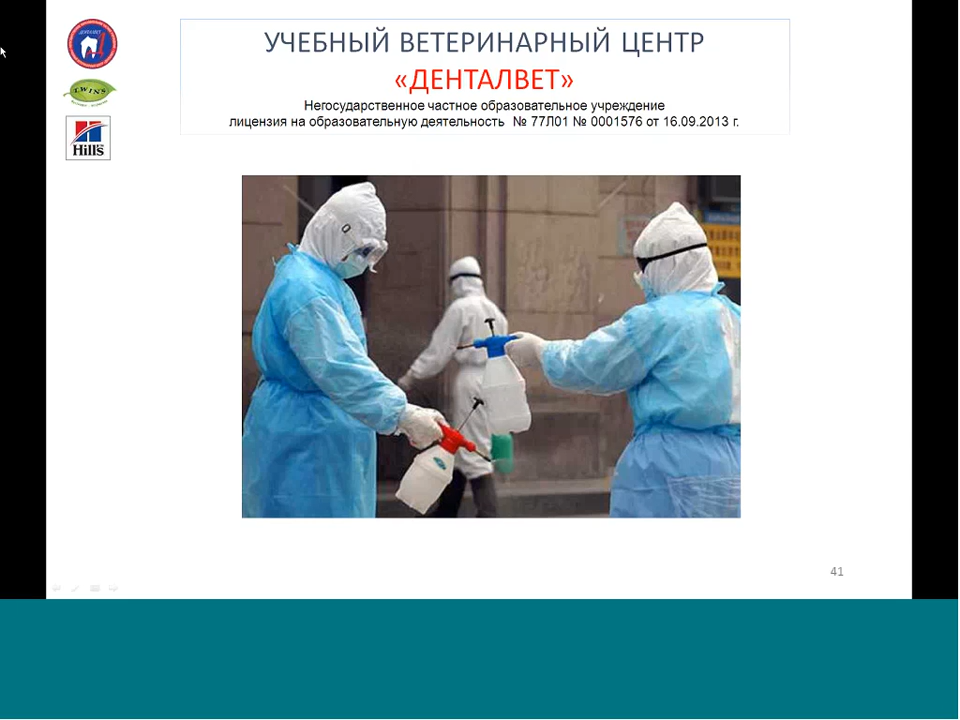 УЧЕБНЫЙ ВЕТЕРИНАРНЫЙ ЦЕНТР
«ДЕНТАЛВЕТ»
Негосударственное частное образовательное учреждение
лицензия на образовательную деятельность № 77Л01 № 0001576 от 16.09.2013 г.
TWINS
Hill's
41